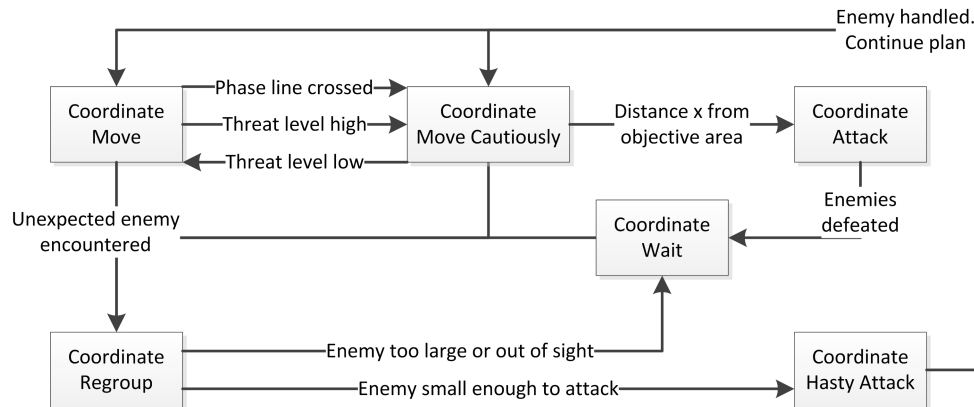 Enemy handled.
Continue plan
Coordinate
Move
Phase line crossed
Threat level high
Threat level low
Coordinate
Move Cautiously
Distance x from
objective area
Coordinate
Attack
Unexpected enemy
encountered
Coordinate
Wait
Enemies
defeated
Coordinate
Regroup
Enemy too large or out of sight
Enemy small enough to attack
Coordinate
Hasty Attack